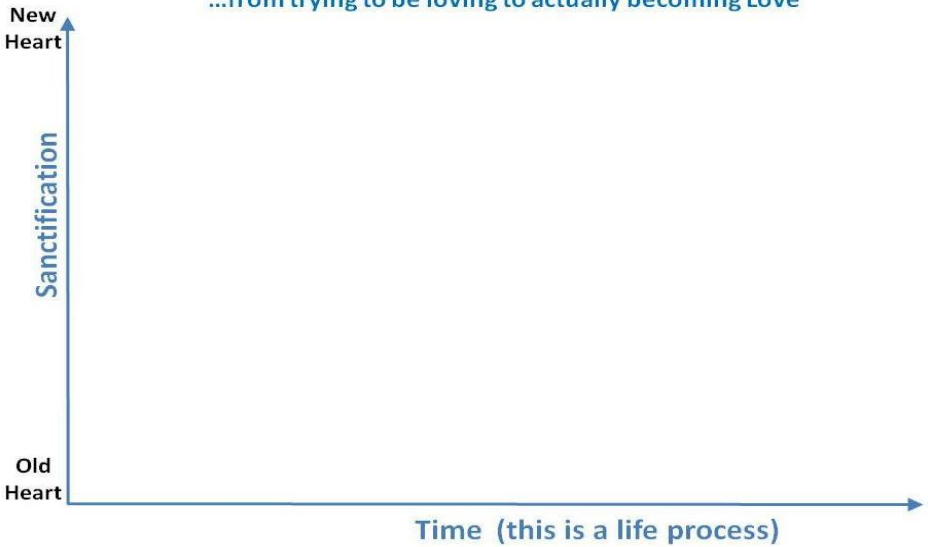 ...from trying to be loving to actually becoming Love
New
Heart
Sanctification
Old
Heart
Time (this is a life process)